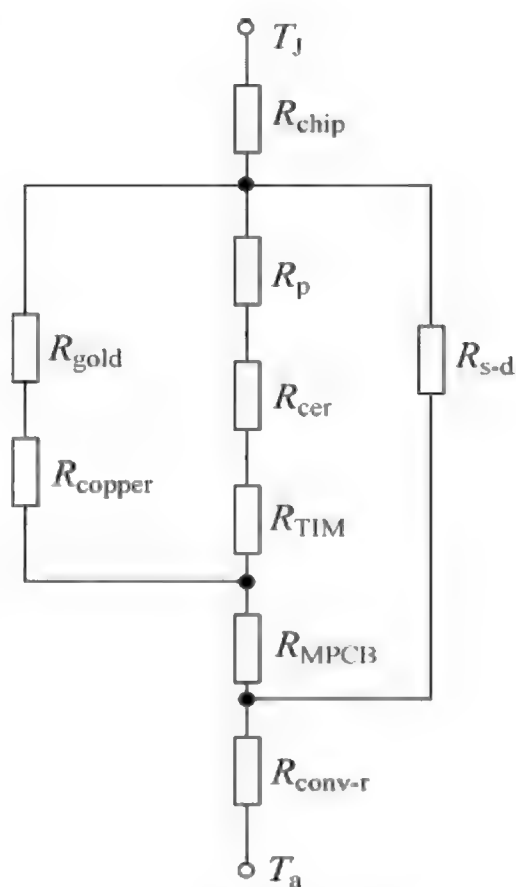 T_J
R_chip
R_p
R_gold
R_s-d
R_cer
R_copper
R_TIM
R_MPCB
R_conv-r
T_a